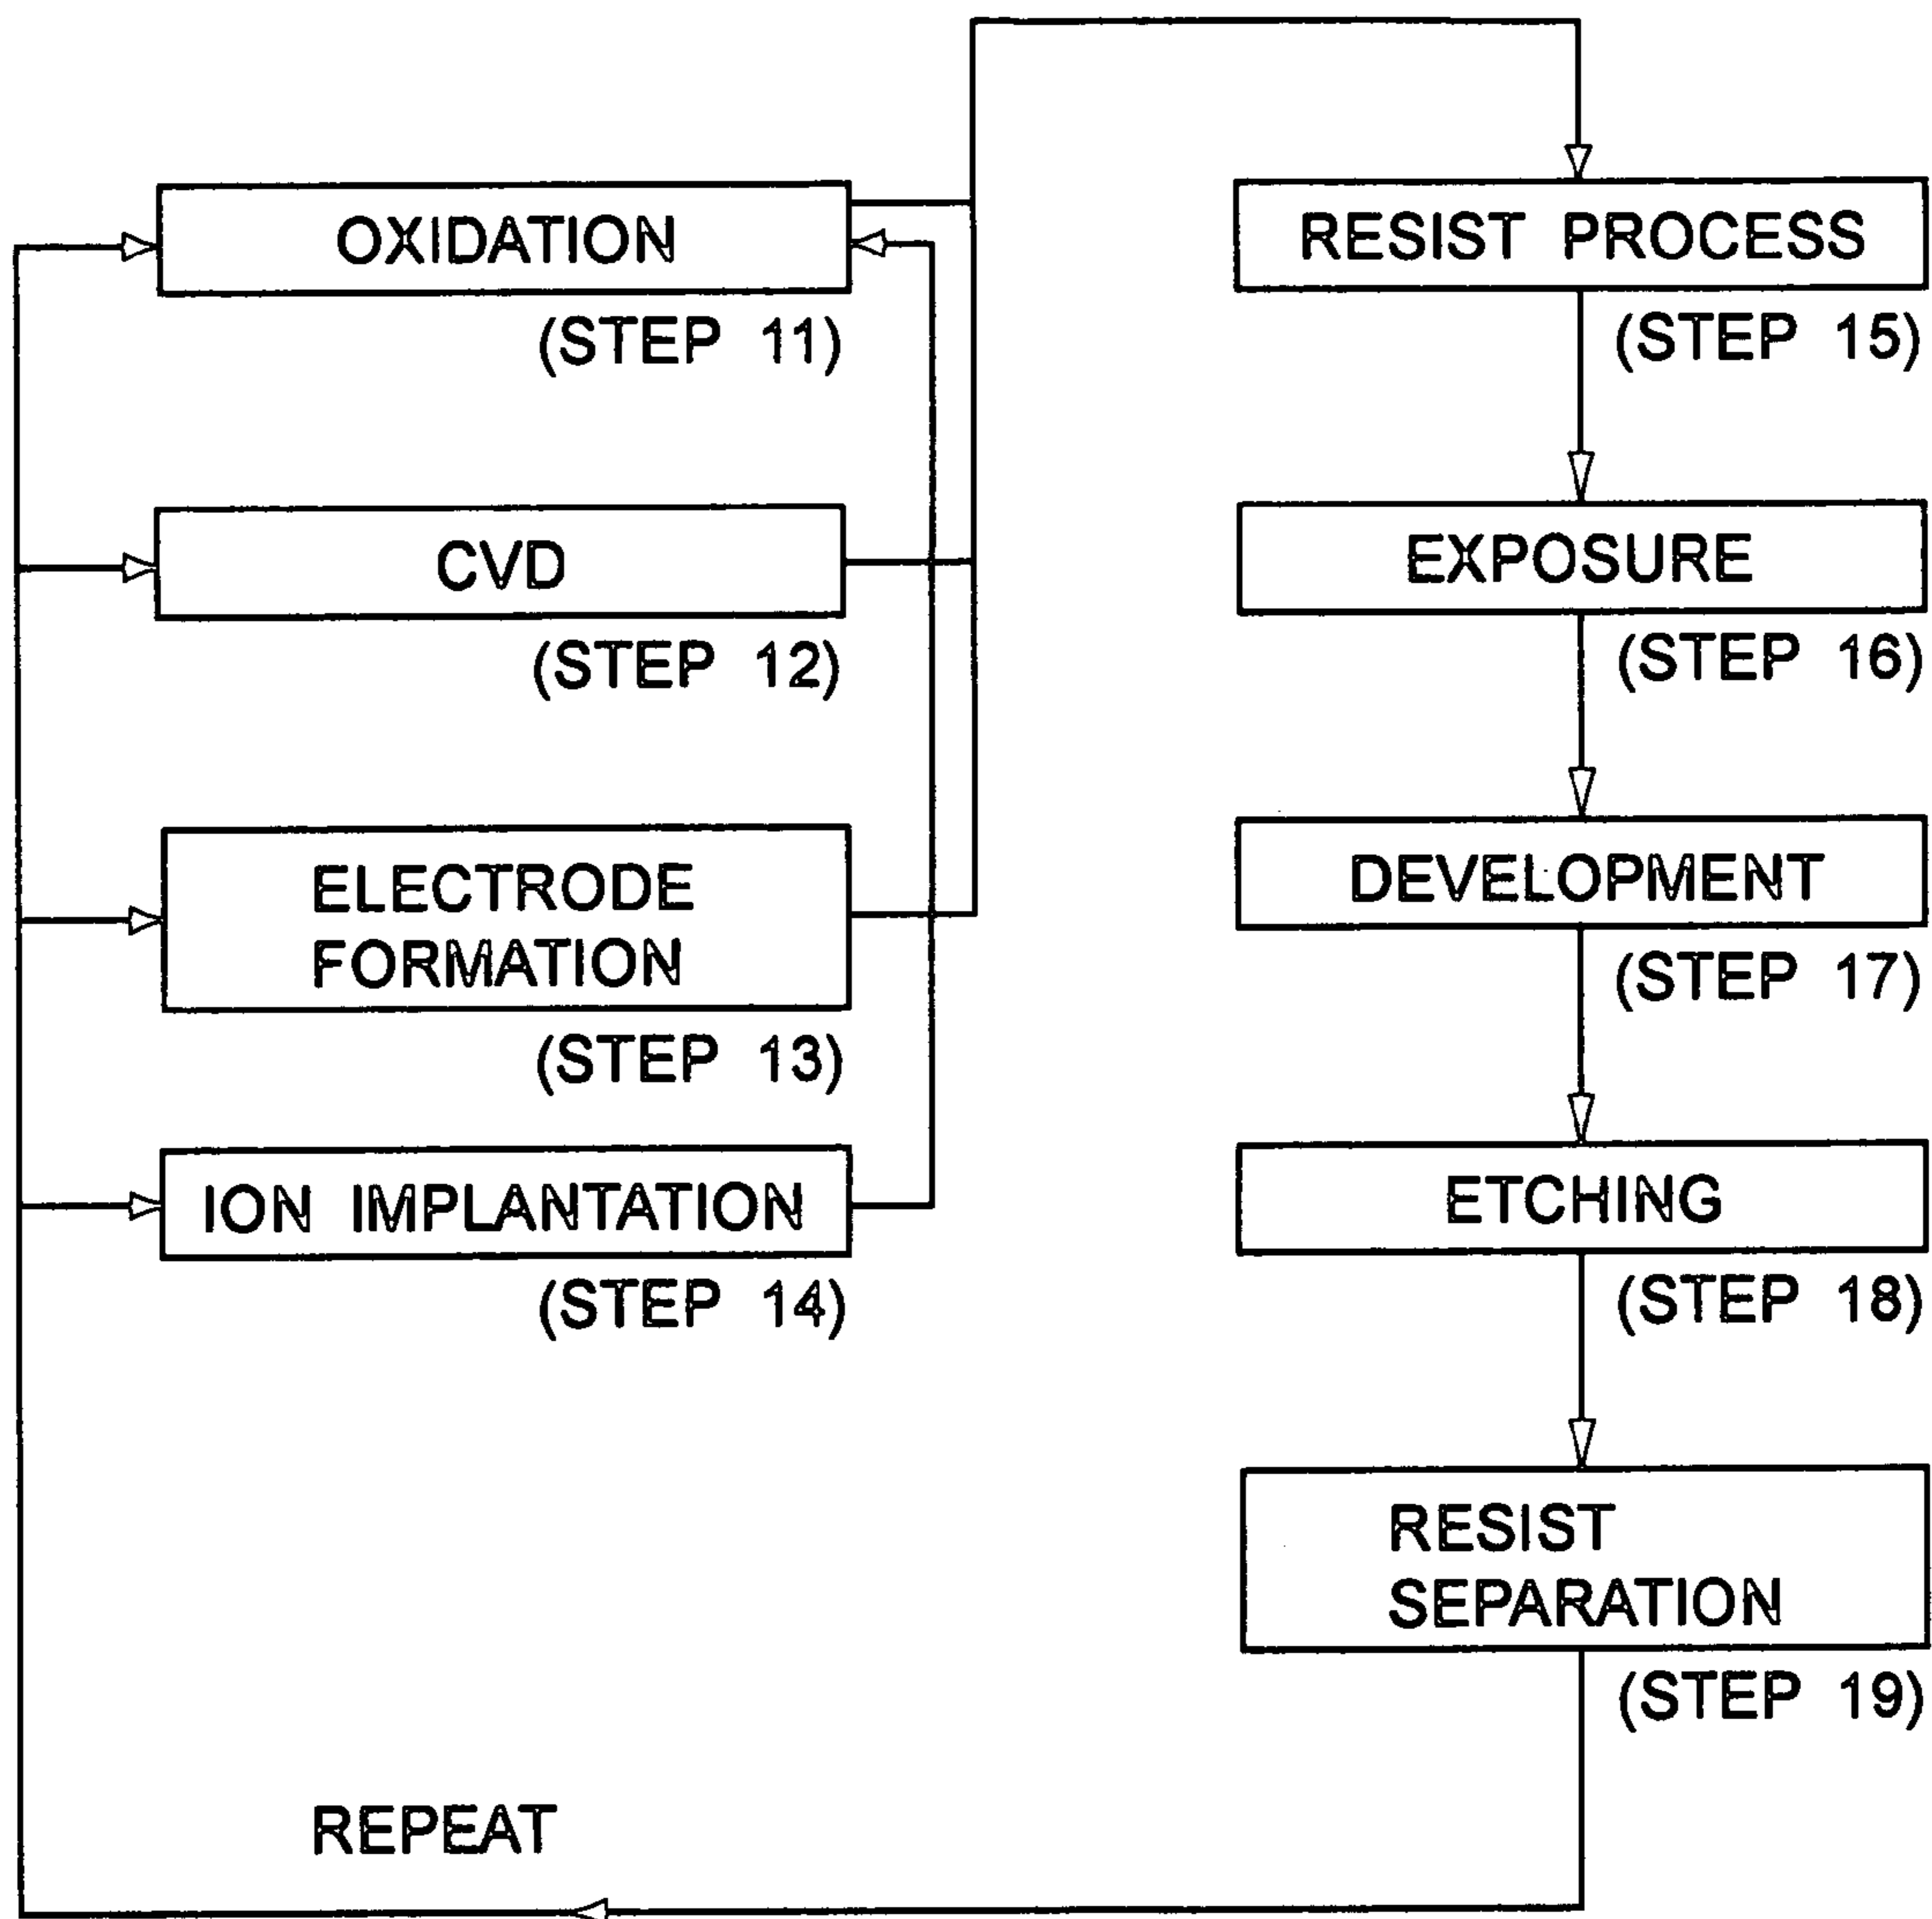 OXIDATION
(STEP 11)
CVD
(STEP 12)
ELECTRODE
FORMATION
(STEP 13)
ION IMPLANTATION
(STEP 14)
RESIST PROCESS
(STEP 15)
EXPOSURE
(STEP 16)
DEVELOPMENT
(STEP 17)
ETCHING
(STEP 18)
RESIST
SEPARATION
(STEP 19)
REPEAT